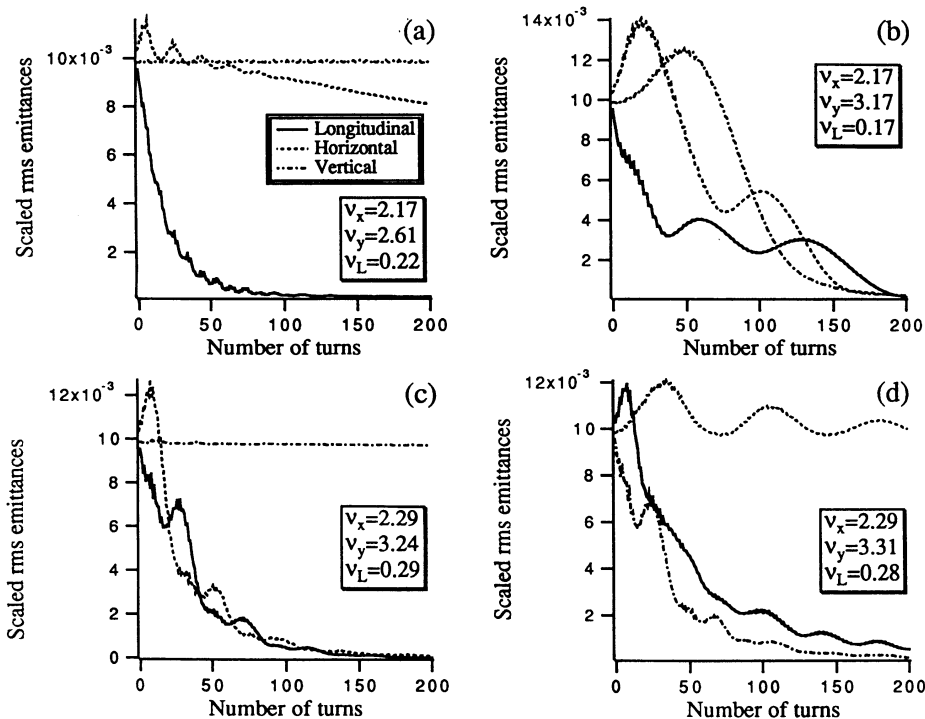 (a)
10x10⁻³
8
6
4
2
Scaled rms emittances
Longitudinal
Horizontal
Vertical
νx=2.17
νy=2.61
νL=0.22
0 50 100 150 200
Number of turns
(b)
14x10⁻³
12
10
8
6
4
2
Scaled rms emittances
νx=2.17
νy=3.17
νL=0.17
0 50 100 150 200
Number of turns
(c)
12x10⁻³
10
8
6
4
2
0
Scaled rms emittances
νx=2.29
νy=3.24
νL=0.29
0 50 100 150 200
Number of turns
(d)
12x10⁻³
10
8
6
4
2
Scaled rms emittances
νx=2.29
νy=3.31
νL=0.28
0 50 100 150 200
Number of turns